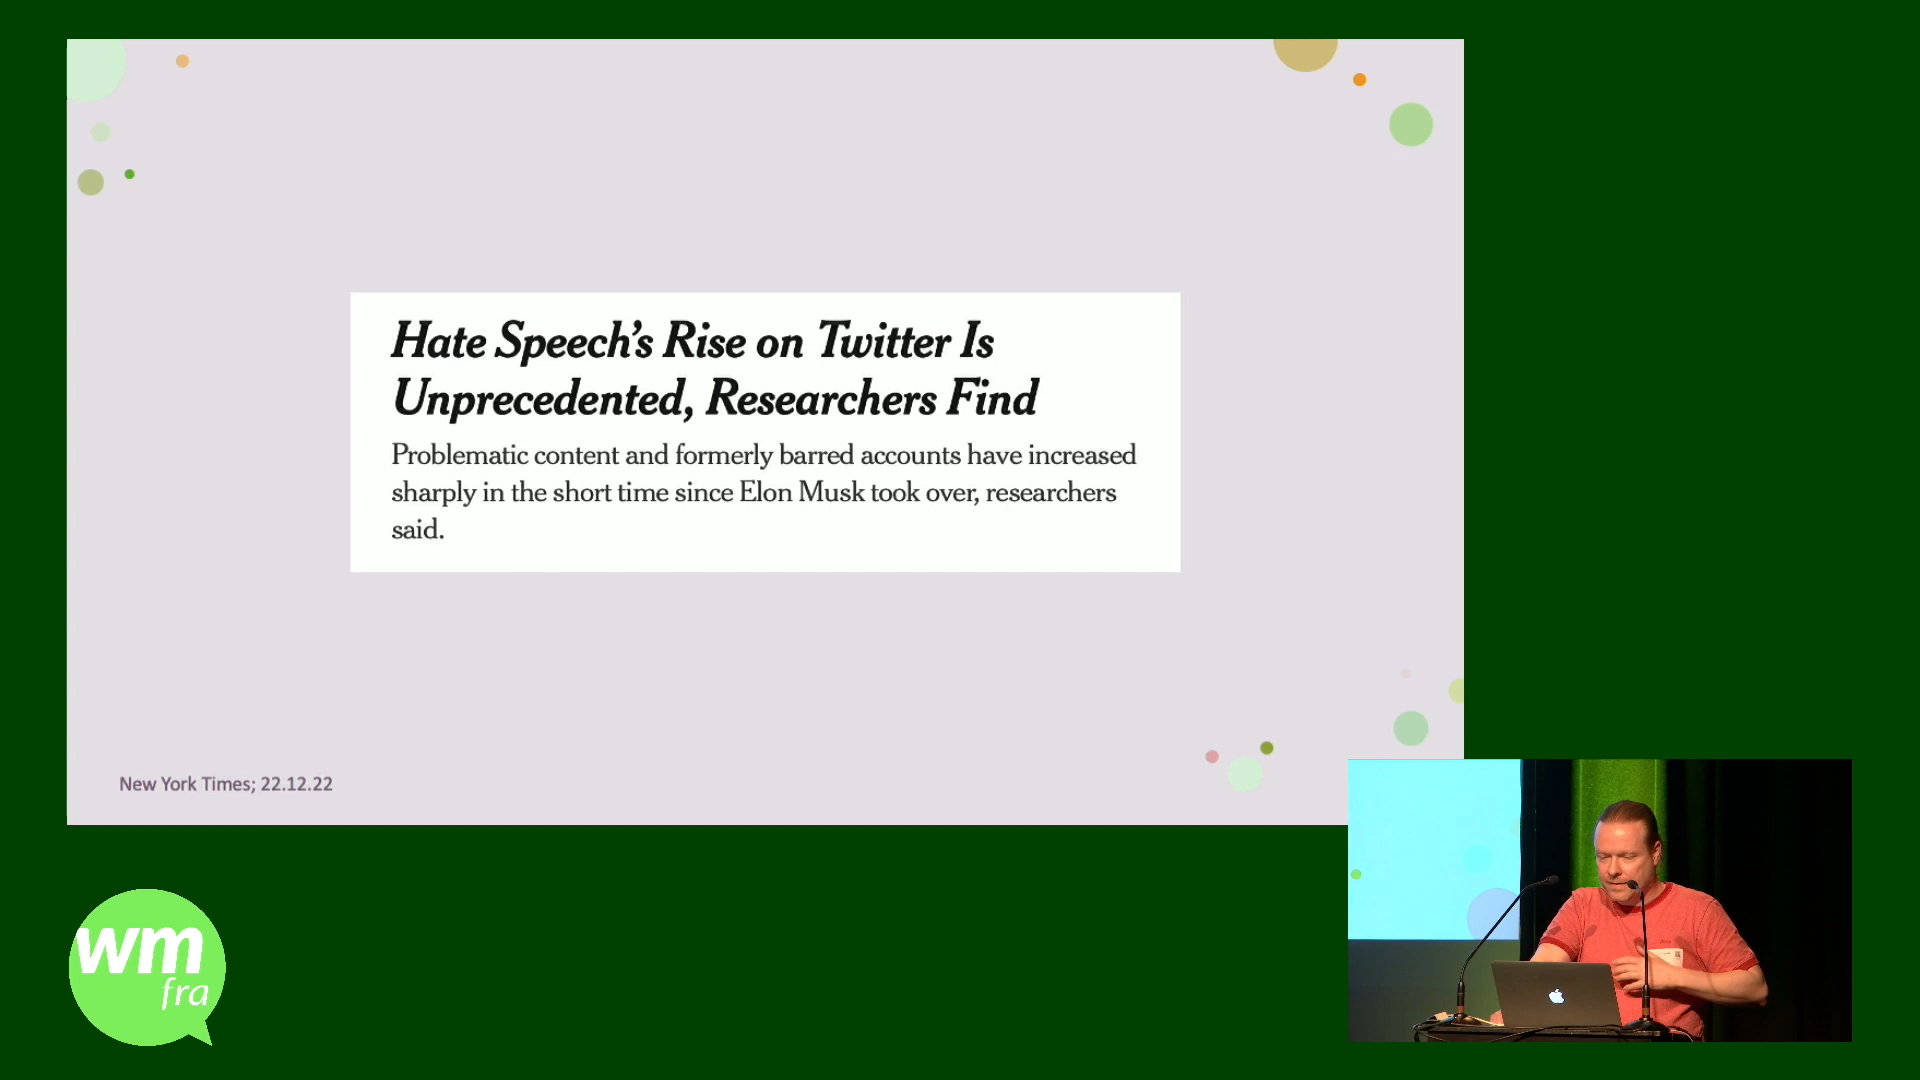 Hate Speech’s Rise on Twitter Is
Unprecedented, Researchers Find
Problematic content and formerly barred accounts have increased
sharply in the short time since Elon Musk took over, researchers
said.
New York Times; 22.12.22
wm
fra